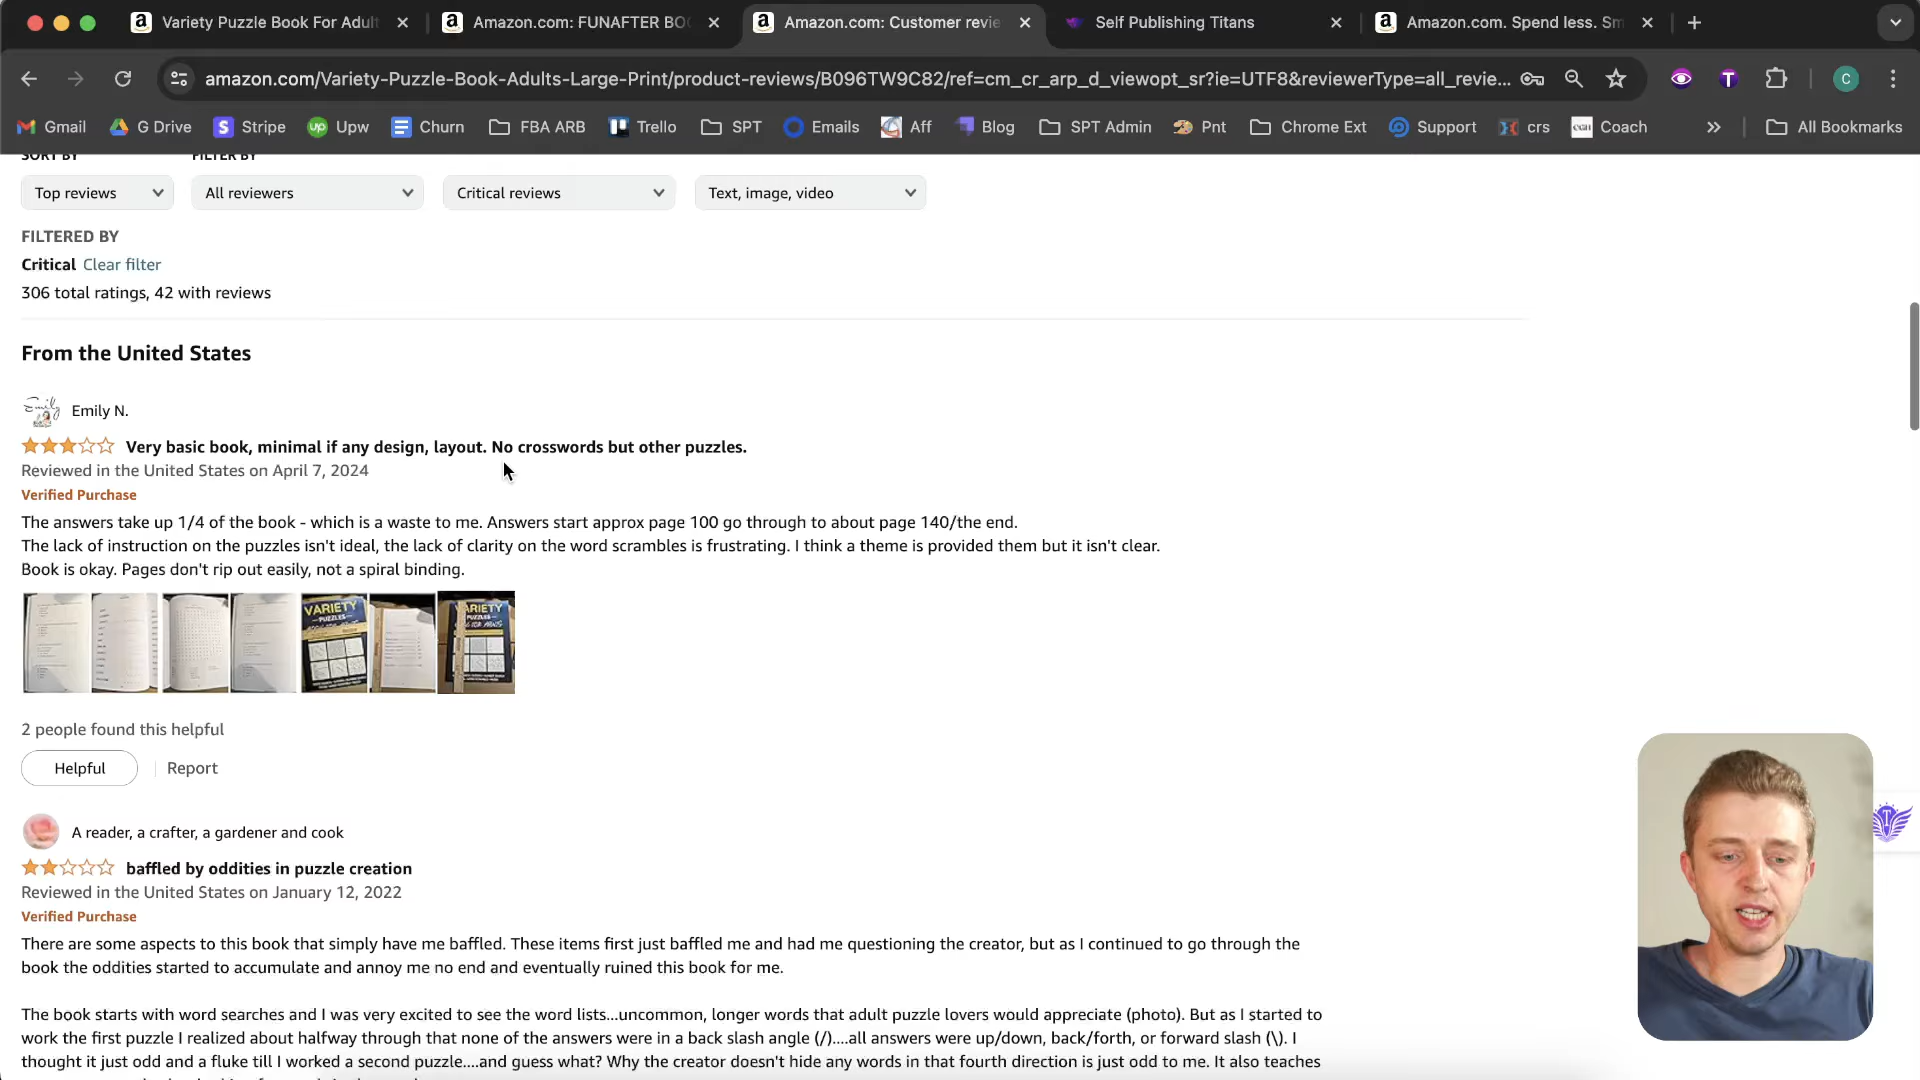 Variety Puzzle Book For Adult
Amazon.com: FUNAFTER BO
Amazon.com: Customer revie
Self Publishing Titans
Amazon.com. Spend less. Sm
amazon.com/Variety-Puzzle-Book-Adults-Large-Print/product-reviews/B096TW9C82/ref=cm_cr_arp_d_viewopt_sr?ie=UTF8&reviewerType=all_revie...
C
Gmail
G Drive
Stripe
Upw
Churn
FBA ARB
Trello
SPT
Emails
Aff
Blog
SPT Admin
Pnt
Chrome Ext
Support
crs
Coach
All Bookmarks
SORT BY
FILTER BY
Top reviews
All reviewers
Critical reviews
Text, image, video
FILTERED BY
Critical Clear filter
306 total ratings, 42 with reviews
From the United States
Emily N.
Very basic book, minimal if any design, layout. No crosswords but other puzzles.
Reviewed in the United States on April 7, 2024
Verified Purchase
The answers take up 1/4 of the book - which is a waste to me. Answers start approx page 100 go through to about page 140/the end.
The lack of instruction on the puzzles isn't ideal, the lack of clarity on the word scrambles is frustrating. I think a theme is provided them but it isn't clear.
Book is okay. Pages don't rip out easily, not a spiral binding.
VARIETY
PUZZLES
2 people found this helpful
Helpful
Report
A reader, a crafter, a gardener and cook
baffled by oddities in puzzle creation
Reviewed in the United States on January 12, 2022
Verified Purchase
There are some aspects to this book that simply have me baffled. These items first just baffled me and had me questioning the creator, but as I continued to go through the
book the oddities started to accumulate and annoy me no end and eventually ruined this book for me.
The book starts with word searches and I was very excited to see the word lists...uncommon, longer words that adult puzzle lovers would appreciate (photo). But as I started to
work the first puzzle I realized about halfway through that none of the answers were in a back slash angle (/)....all answers were up/down, back/forth, or forward slash (\). I
thought it just odd and a fluke till I worked a second puzzle....and guess what? Why the creator doesn't hide any words in that fourth direction is just odd to me. It also teaches